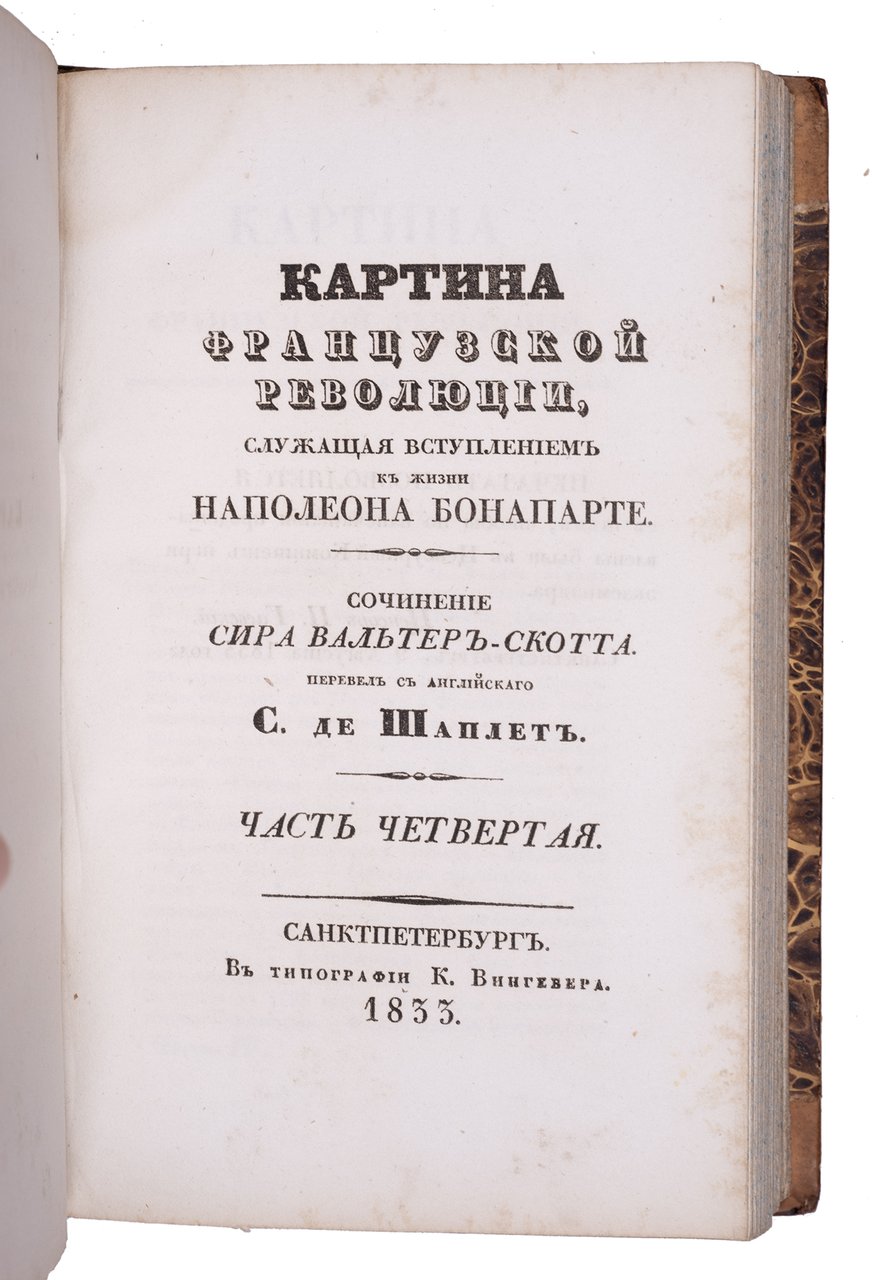 КАРТИНА
ФРАНЦУЗСКОЙ
РЕВОЛЮЦІИ,
СЛУЖАЩАЯ ВСТУПЛЕНІЕМЪ
КЪ ЖИЗНИ
НАПОЛЕОНА БОНАПАРТЕ.
СОЧИНЕНІЕ
СИРА ВАЛЬТЕРЪ-СКОТТА.
ПЕРЕВЕЛЪ СЪ АНГЛІЙСКАГО
С. ДЕ ШАПЛЕТЪ.
ЧАСТЬ ЧЕТВЕРТАЯ.
САНКТПЕТЕРБУРГЪ.
Въ типографіи К. Вингебера.
1833.